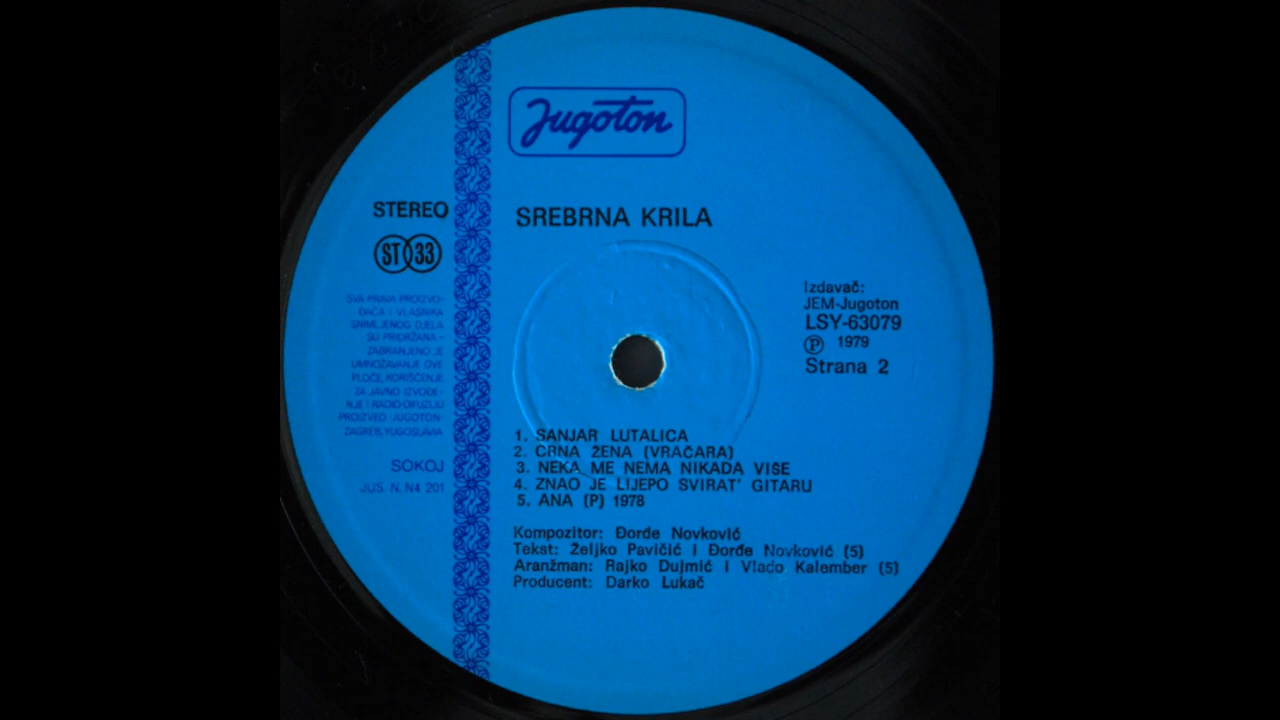 Jugoton
STEREO
ST 33
SREBRNA KRILA
SVA PRAVA PROIZVO-
ĐAČA I VLASNIKA
SNIMLJENOG DJELA
SU PRIDRŽANA -
ZABRANJENO JE
UMNOŽAVANJE OVE
PLOČE, KORIŠĆENJE
ZA JAVNO IZVOĐE-
NJE I RADIO-DIFUZIJU
PROIZVEO JUGOTON-
ZAGREB, YUGOSLAVIA
SOKOJ
JUS. N. N4 201
Izdavač:
JEM-Jugoton
LSY-63079
Ⓟ 1979
Strana 2
1. SANJAR LUTALICA
2. CRNA ŽENA (VRAČARA)
3. NEKA ME NEMA NIKADA VIŠE
4. ZNAO JE LIJEPO SVIRAT' GITARU
5. ANA (P) 1978
Kompozitor: Đorđe Novković
Tekst: Željko Pavičić i Đorđe Novković (5)
Aranžman: Rajko Dujmić i Vlado Kalember (5)
Producent: Darko Lukač